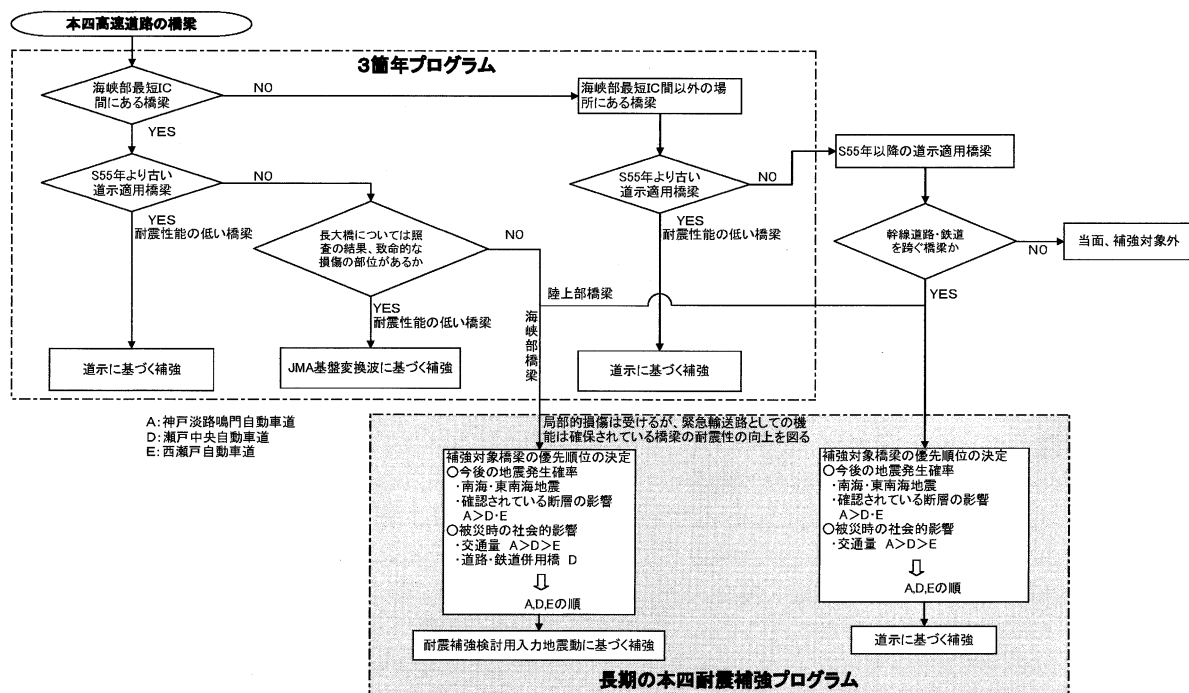 本四高速道路の橋梁
3箇年プログラム
海峡部最短IC
間にある橋梁
NO
海峡部最短IC間以外の場
所にある橋梁
YES
S55年より古い
道示適用橋梁
NO
S55年より古い
道示適用橋梁
NO
S55年以降の道示適用橋梁
YES
耐震性能の低い橋梁
長大橋については照
査の結果、致命的な
損傷の部位があるか
NO
YES
耐震性能の低い橋梁
幹線道路・鉄道
を跨ぐ橋梁か
NO
当面、補強対象外
陸上部橋梁
YES
YES
耐震性能の低い橋梁
海峡部橋梁
道示に基づく補強
JMA基盤変換波に基づく補強
道示に基づく補強
A:神戸淡路鳴門自動車道
D:瀬戸中央自動車道
E:西瀬戸自動車道
局部的損傷は受けるが、緊急輸送路としての機
能は確保されている橋梁の耐震性の向上を図る
補強対象橋梁の優先順位の決定
○今後の地震発生確率
・南海・東南海地震
・確認されている断層の影響
A>D・E
○被災時の社会的影響
・交通量 A>D>E
・道路・鉄道併用橋 D
A,D,Eの順
耐震補強検討用入力地震動に基づく補強
補強対象橋梁の優先順位の決定
○今後の地震発生確率
・南海・東南海地震
・確認されている断層の影響
A>D・E
○被災時の社会的影響
・交通量 A>D>E
A,D,Eの順
道示に基づく補強
長期の本四耐震補強プログラム